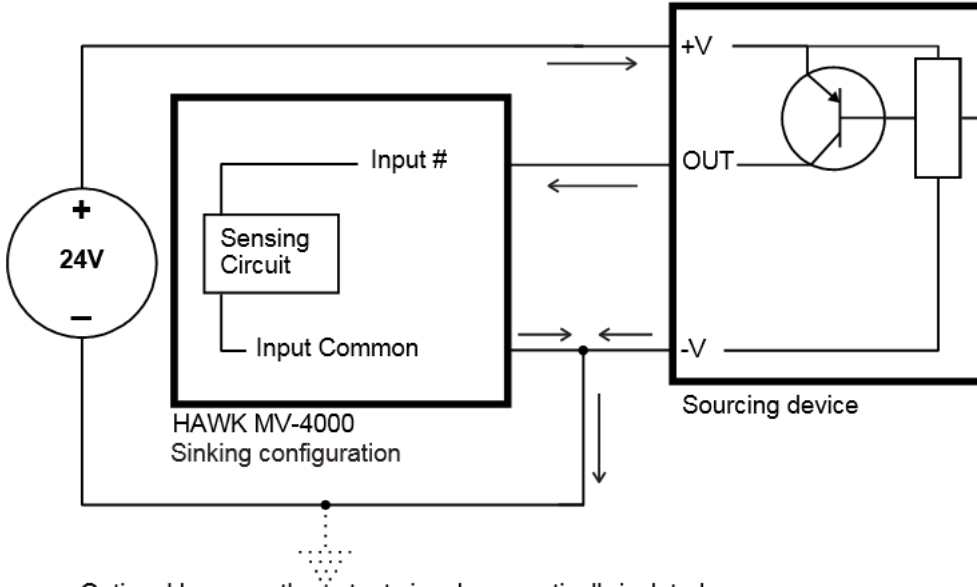 +V
Input #
OUT
+
24V
−
Sensing
Circuit
Input Common
-V
HAWK MV-4000
Sinking configuration
Sourcing device